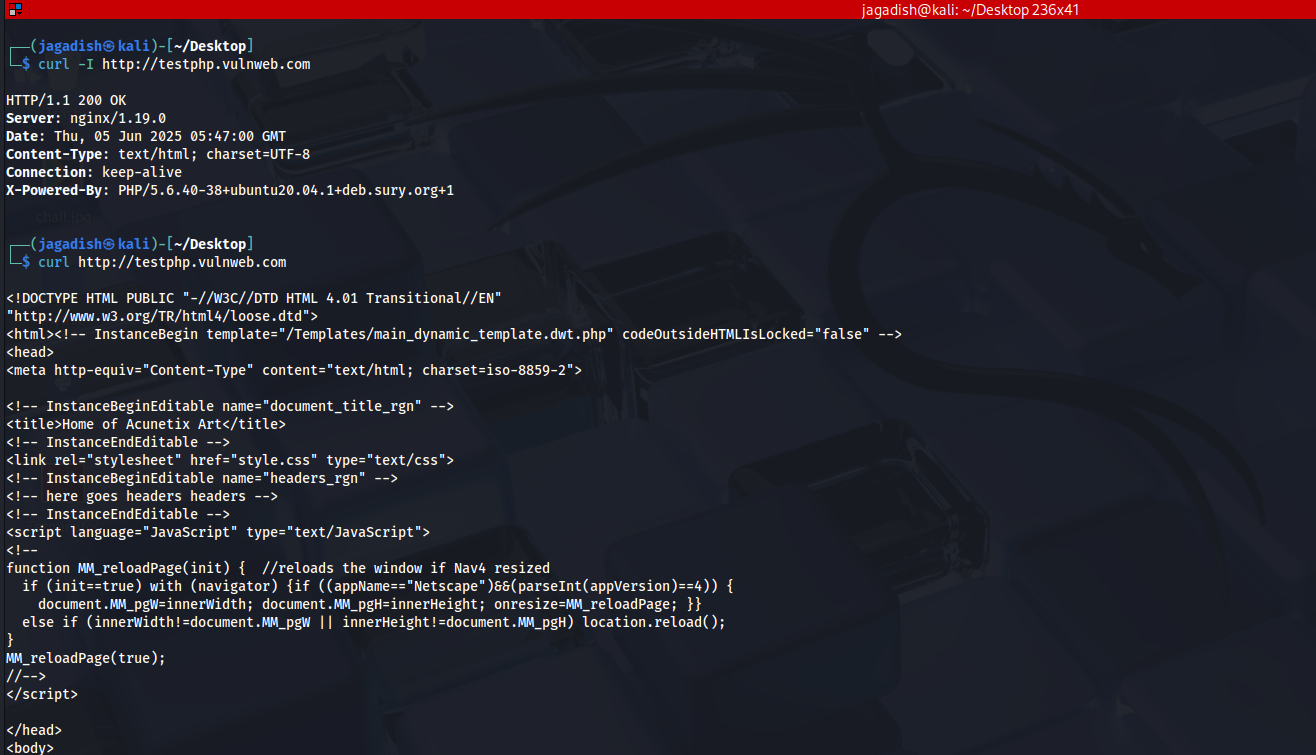 jagadish@kali: ~/Desktop 236x41
┌──(jagadish㉿kali)-[~/Desktop]
└─$ curl -I http://testphp.vulnweb.com
HTTP/1.1 200 OK
Server: nginx/1.19.0
Date: Thu, 05 Jun 2025 05:47:00 GMT
Content-Type: text/html; charset=UTF-8
Connection: keep-alive
X-Powered-By: PHP/5.6.40-38+ubuntu20.04.1+deb.sury.org+1
┌──(jagadish㉿kali)-[~/Desktop]
└─$ curl http://testphp.vulnweb.com
<!DOCTYPE HTML PUBLIC "-//W3C//DTD HTML 4.01 Transitional//EN"
"http://www.w3.org/TR/html4/loose.dtd">
<html><!-- InstanceBegin template="/Templates/main_dynamic_template.dwt.php" codeOutsideHTMLIsLocked="false" -->
<head>
<meta http-equiv="Content-Type" content="text/html; charset=iso-8859-2">
<!-- InstanceBeginEditable name="document_title_rgn" -->
<title>Home of Acunetix Art</title>
<!-- InstanceEndEditable -->
<link rel="stylesheet" href="style.css" type="text/css">
<!-- InstanceBeginEditable name="headers_rgn" -->
<!-- here goes headers headers -->
<!-- InstanceEndEditable -->
<script language="JavaScript" type="text/JavaScript">
<!--
function MM_reloadPage(init) {  //reloads the window if Nav4 resized
  if (init==true) with (navigator) {if ((appName=="Netscape")&&(parseInt(appVersion)==4)) {
    document.MM_pgW=innerWidth; document.MM_pgH=innerHeight; onresize=MM_reloadPage; }}
  else if (innerWidth!=document.MM_pgW || innerHeight!=document.MM_pgH) location.reload();
}
MM_reloadPage(true);
//-->
</script>
</head>
<body>